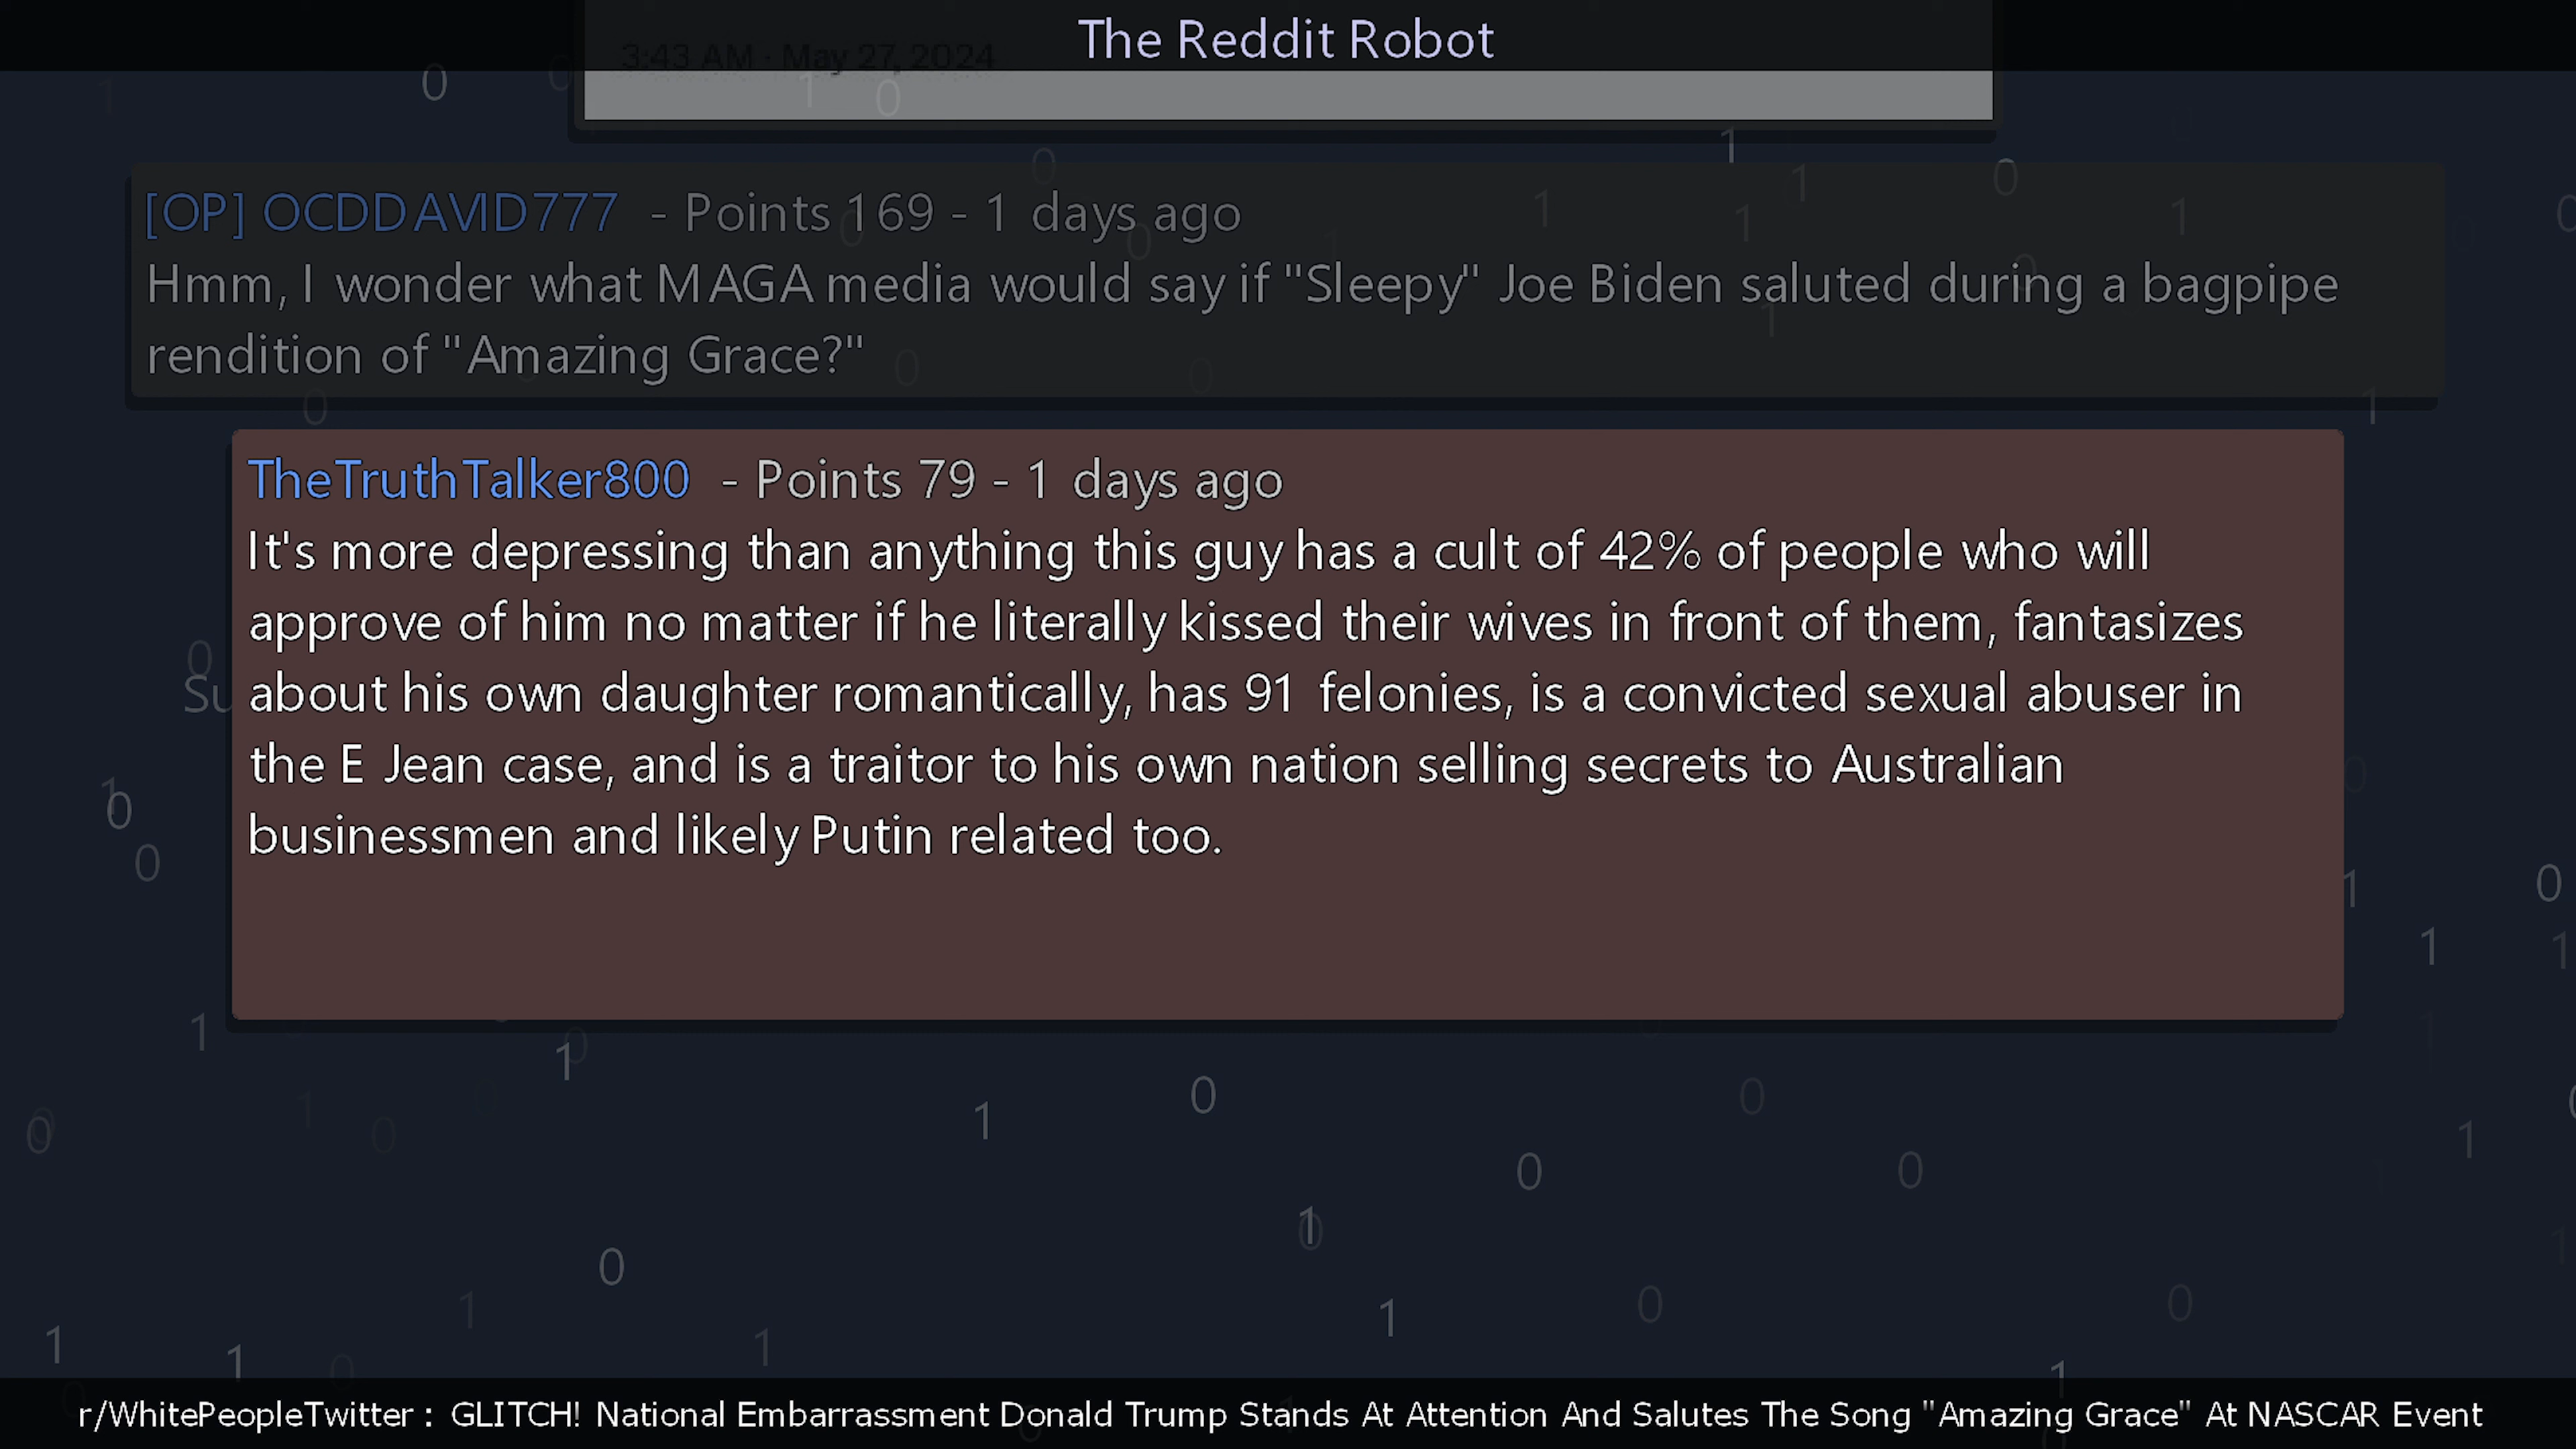 The Reddit Robot
3:43 AM · May 27, 2024
[OP] OCDDAVID777 - Points 169 - 1 days ago
Hmm, I wonder what MAGA media would say if "Sleepy" Joe Biden saluted during a bagpipe
rendition of "Amazing Grace?"
TheTruthTalker800 - Points 79 - 1 days ago
It's more depressing than anything this guy has a cult of 42% of people who will
approve of him no matter if he literally kissed their wives in front of them, fantasizes
about his own daughter romantically, has 91 felonies, is a convicted sexual abuser in
the E Jean case, and is a traitor to his own nation selling secrets to Australian
businessmen and likely Putin related too.
r/WhitePeopleTwitter : GLITCH! National Embarrassment Donald Trump Stands At Attention And Salutes The Song "Amazing Grace" At NASCAR Event